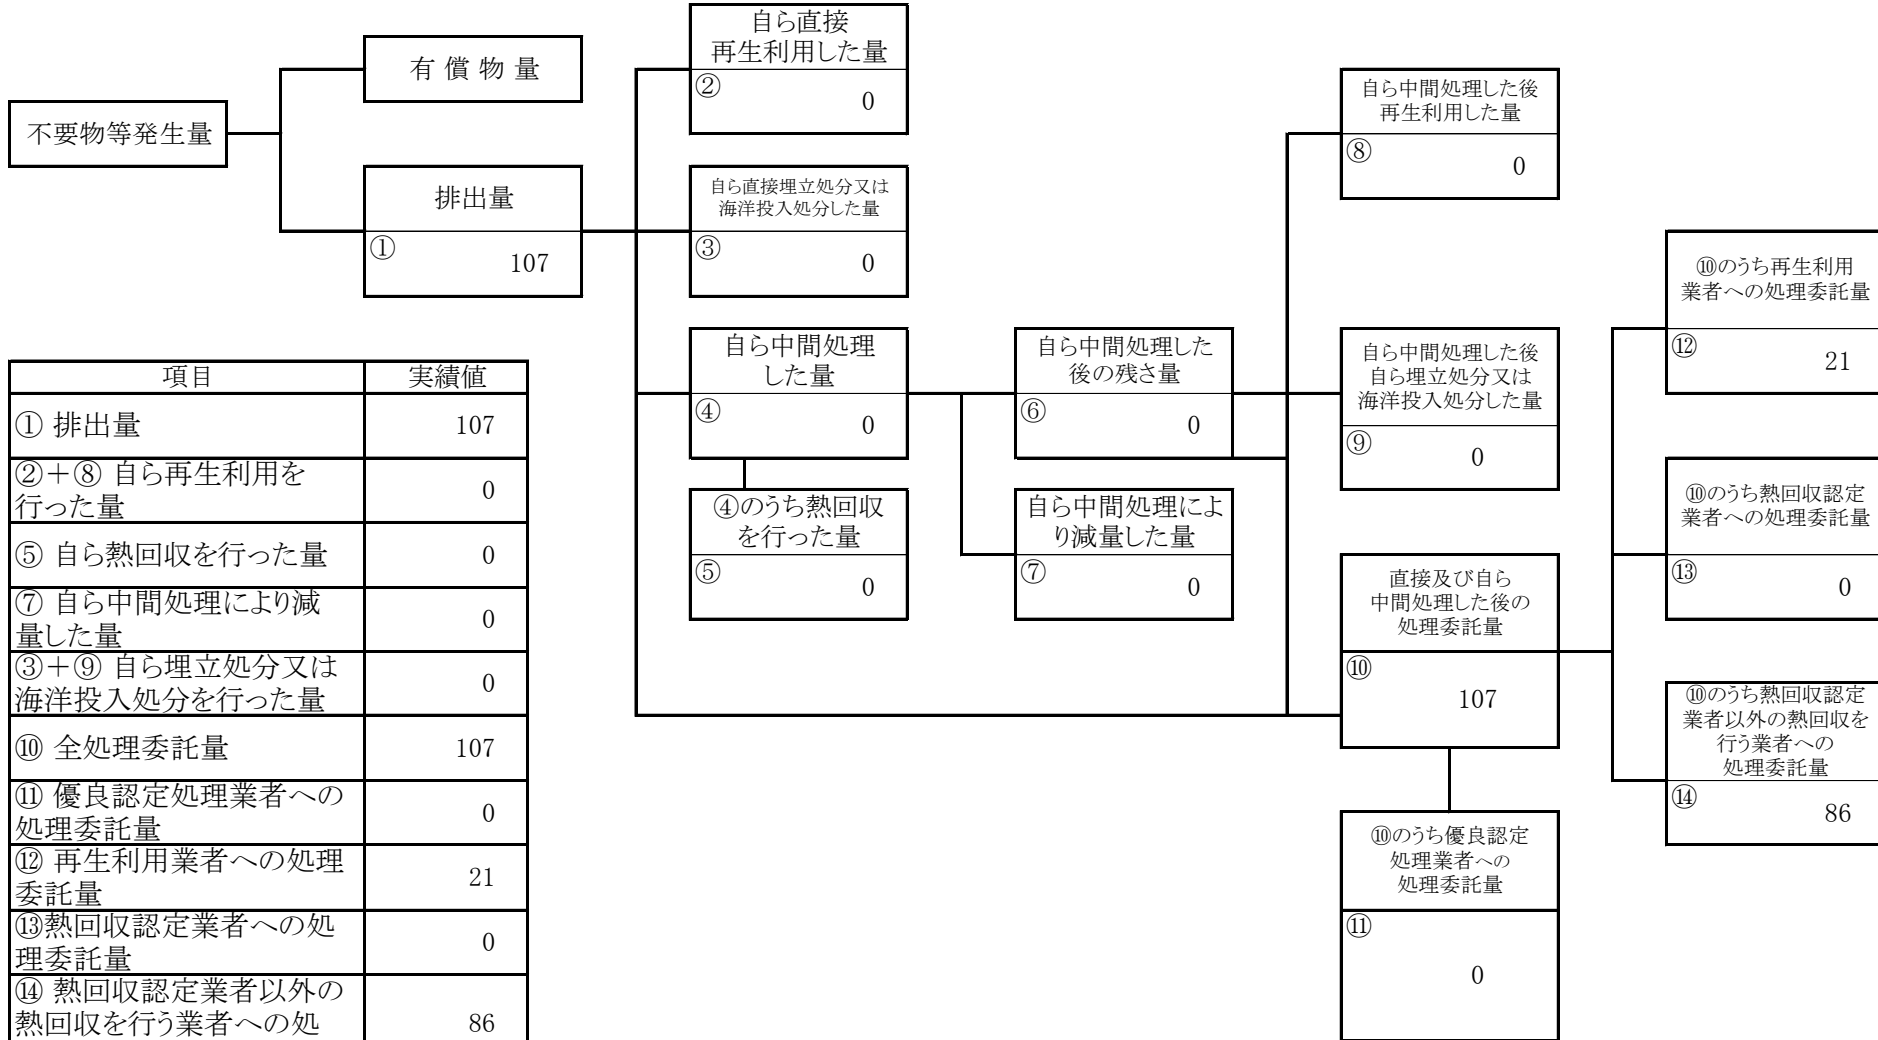 不要物等発生量
有 償 物 量
排出量
①
107
自ら直接
再生利用した量
②
0
自ら直接埋立処分又は
海洋投入処分した量
③
0
自ら中間処理
した量
④
0
④のうち熱回収
を行った量
⑤
0
自ら中間処理した
後の残さ量
⑥
0
自ら中間処理によ
り減量した量
⑦
0
自ら中間処理した後
再生利用した量
⑧
0
自ら中間処理した後
自ら埋立処分又は
海洋投入処分した量
⑨
0
直接及び自ら
中間処理した後の
処理委託量
⑩
107
⑩のうち優良認定
処理業者への
処理委託量
⑪
0
⑩のうち再生利用
業者への処理委託量
⑫
21
⑩のうち熱回収認定
業者への処理委託量
⑬
0
⑩のうち熱回収認定
業者以外の熱回収を
行う業者への
処理委託量
⑭
86
項目 実績値
① 排出量 107
②＋⑧ 自ら再生利用を
行った量 0
⑤ 自ら熱回収を行った量 0
⑦ 自ら中間処理により減
量した量 0
③＋⑨ 自ら埋立処分又は
海洋投入処分を行った量 0
⑩ 全処理委託量 107
⑪ 優良認定処理業者への
処理委託量 0
⑫ 再生利用業者への処理
委託量 21
⑬熱回収認定業者への処
理委託量 0
⑭ 熱回収認定業者以外の
熱回収を行う業者への処 86